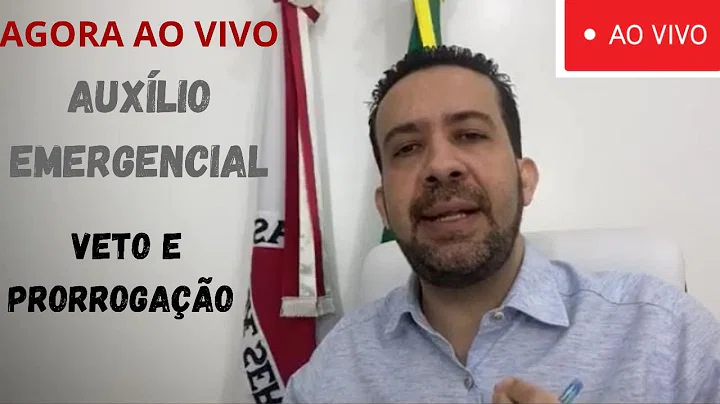 AGORA AO VIVO
AO VIVO
AUXÍLIO
EMERGENCIAL
VETO E
PRORROGAÇÃO